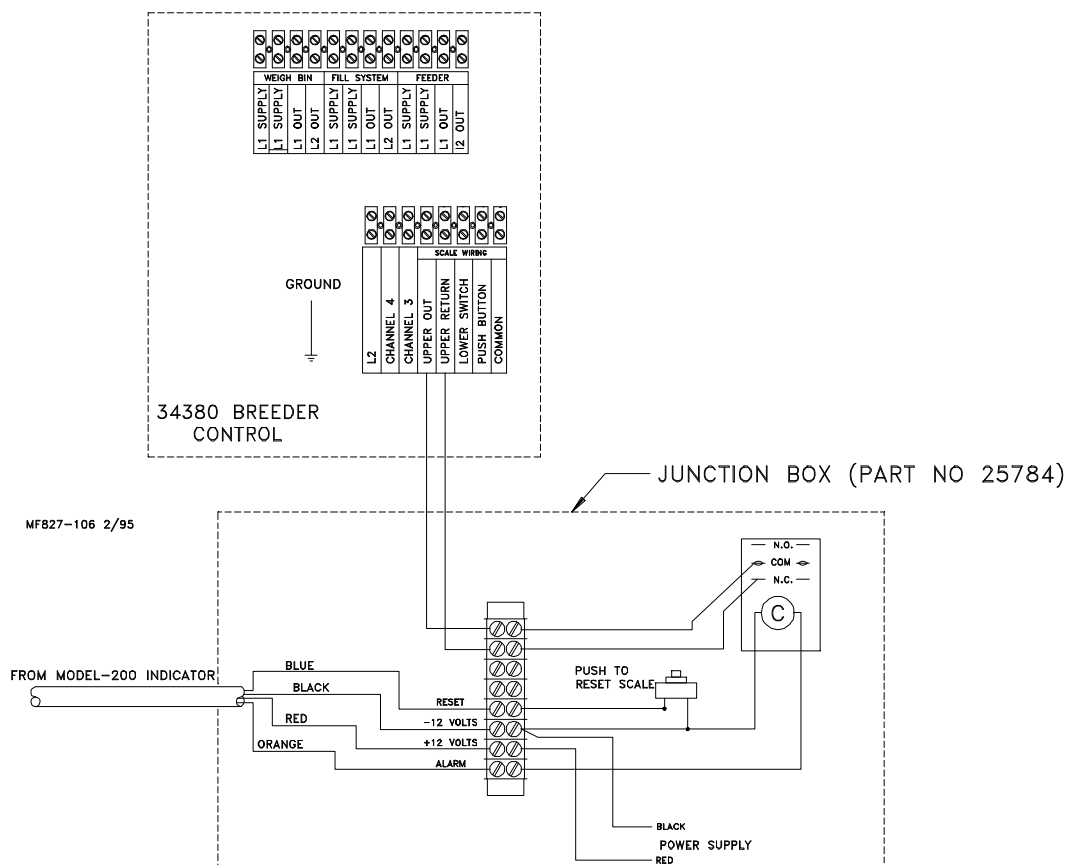 WEIGH BIN
FILL SYSTEM
FEEDER
L1 SUPPLY
L1 SUPPLY
L1 OUT
L2 OUT
L1 SUPPLY
L1 SUPPLY
L1 OUT
L2 OUT
L1 SUPPLY
L1 SUPPLY
L1 OUT
l2 OUT
SCALE WIRING
L2
CHANNEL 4
CHANNEL 3
UPPER OUT
UPPER RETURN
LOWER SWITCH
PUSH BUTTON
COMMON
GROUND
34380 BREEDER
CONTROL
JUNCTION BOX (PART NO 25784)
MF827-106 2/95
N.O.
COM
N.C.
C
PUSH TO
RESET SCALE
FROM MODEL-200 INDICATOR
BLUE
BLACK
RED
ORANGE
RESET
-12 VOLTS
+12 VOLTS
ALARM
BLACK
POWER SUPPLY
RED